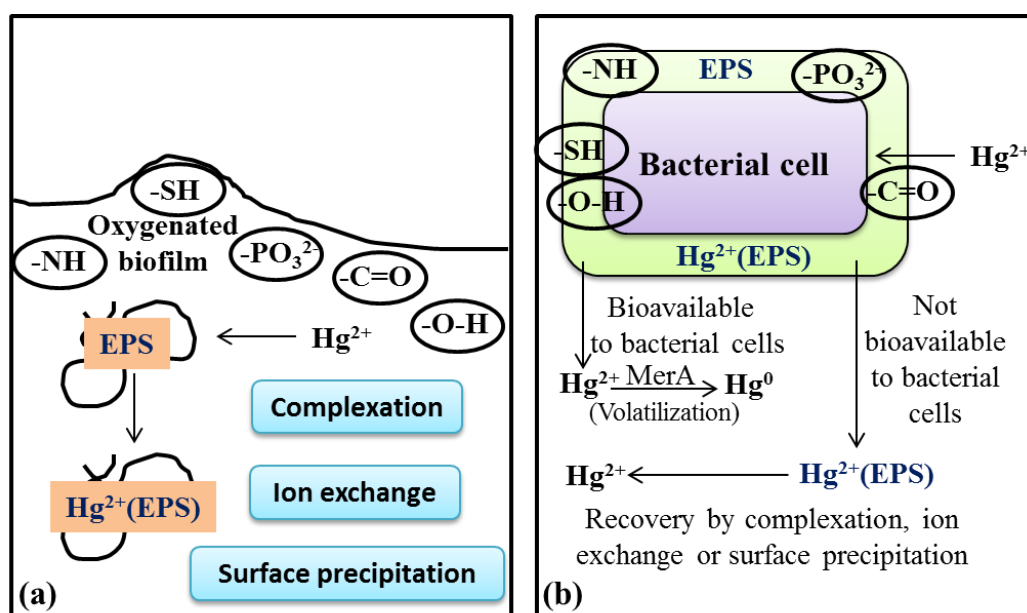 -SH
Oxygenated
biofilm
-NH
-PO₃²⁻
-C=O
-O-H
EPS
Hg²⁺
Complexation
Ion exchange
Hg²⁺(EPS)
Surface precipitation
(a)
-NH
EPS
-PO₃²⁺
-SH
Bacterial cell
Hg²⁺
-O-H
-C=O
Hg²⁺(EPS)
Bioavailable
to bacterial cells
Hg²⁺ MerA Hg⁰
(Volatilization)
Not
bioavailable
to bacterial
cells
Hg²⁺
Hg²⁺(EPS)
Recovery by complexation, ion
exchange or surface precipitation
(b)